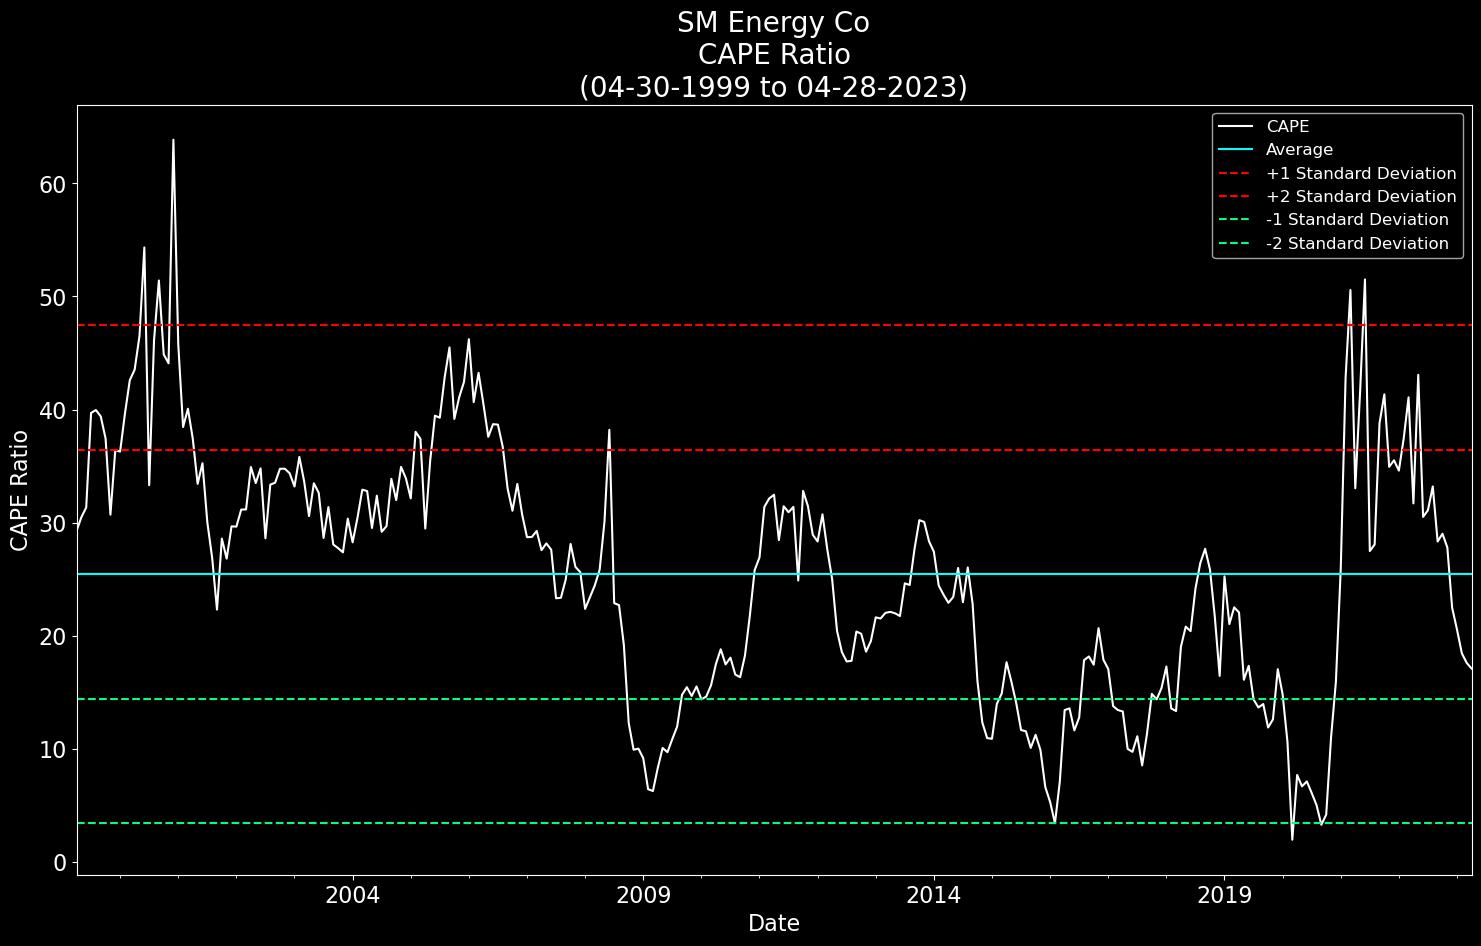 SM Energy Co
CAPE Ratio
(04-30-1999 to 04-28-2023)
CAPE
Average
+1 Standard Deviation
+2 Standard Deviation
-1 Standard Deviation
-2 Standard Deviation
CAPE Ratio
60
50
40
30
20
10
0
2004
2009
2014
2019
Date